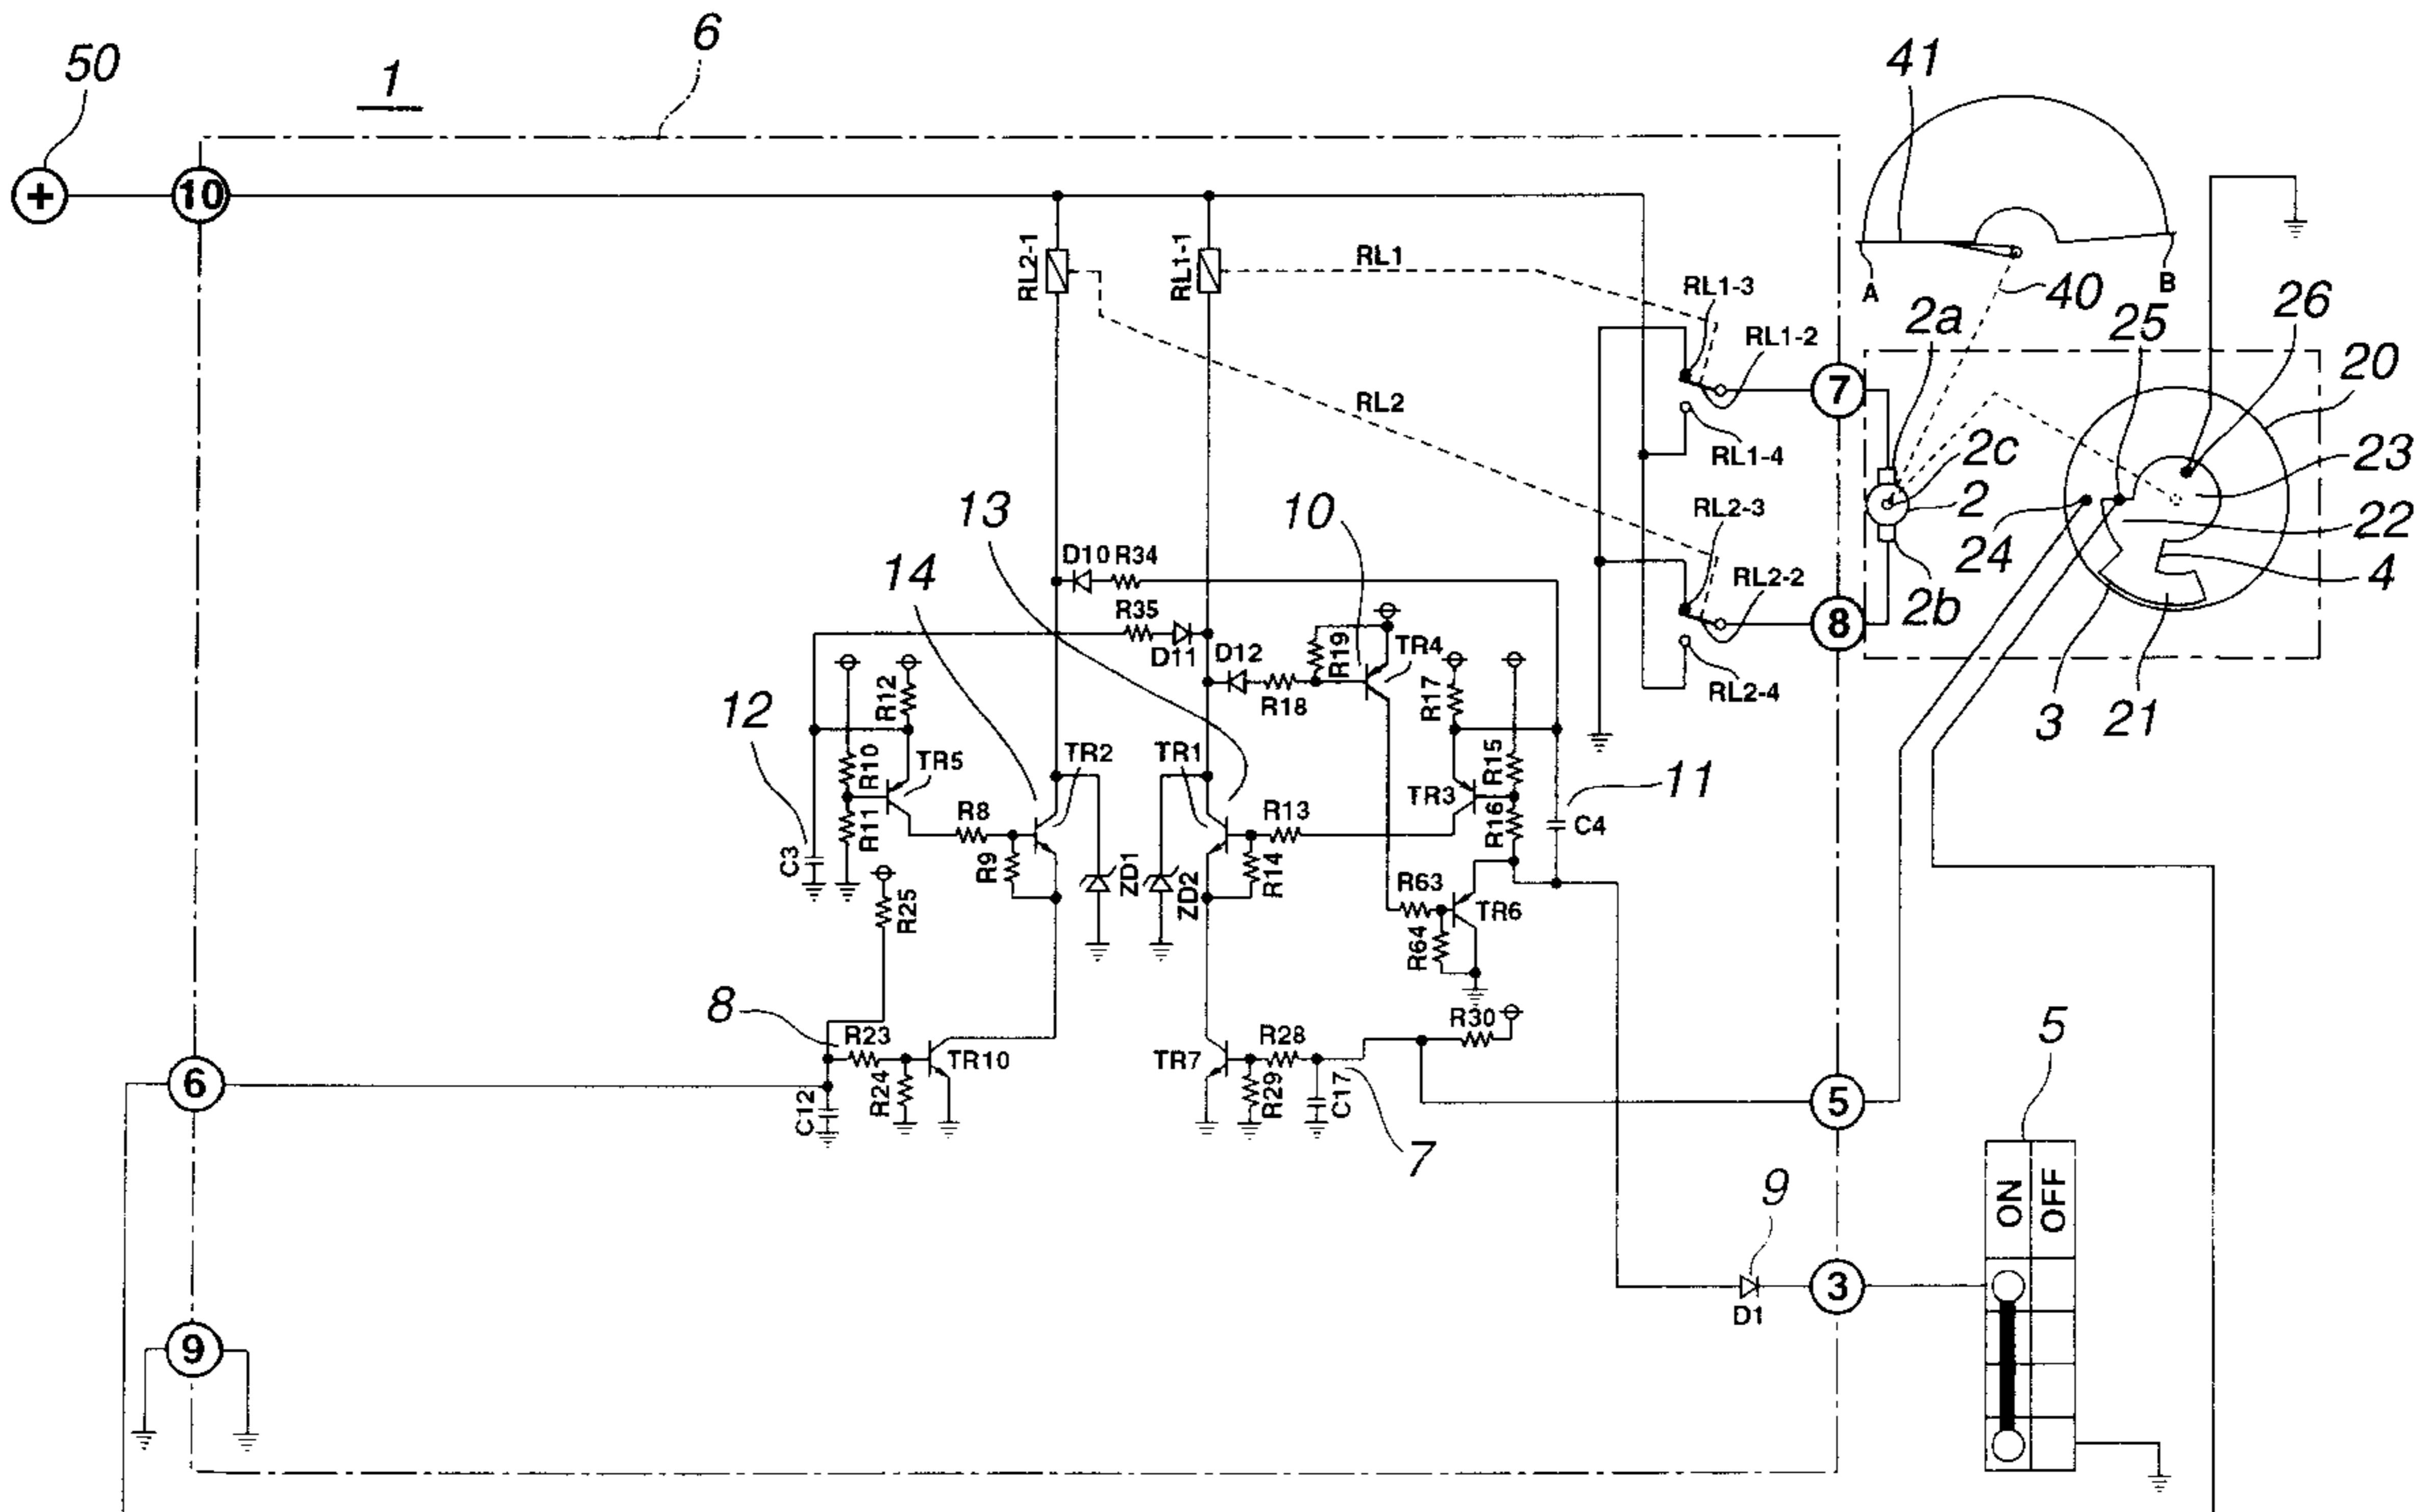 6
50
1
41
+
10
RL2-1
RL1-1
RL1
RL1-3
A
B
40
26
2a
25
RL1-2
7
20
RL2
RL1-4
2c
23
13
10
RL2-3
2
22
24
14
D10
R34
RL2-2
4
R35
8
2b
D11
D12
R19
TR4
12
R12
R18
R17
RL2-4
3
21
R10
TR5
TR2
TR1
R15
11
TR3
R11
R8
R13
R16
C4
C3
R9
ZD1
ZD2
R14
R25
R63
TR6
R64
8
R23
R30
5
TR10
TR7
R28
6
R24
C12
R29
C17
5
7
ON
OFF
9
3
D1
9